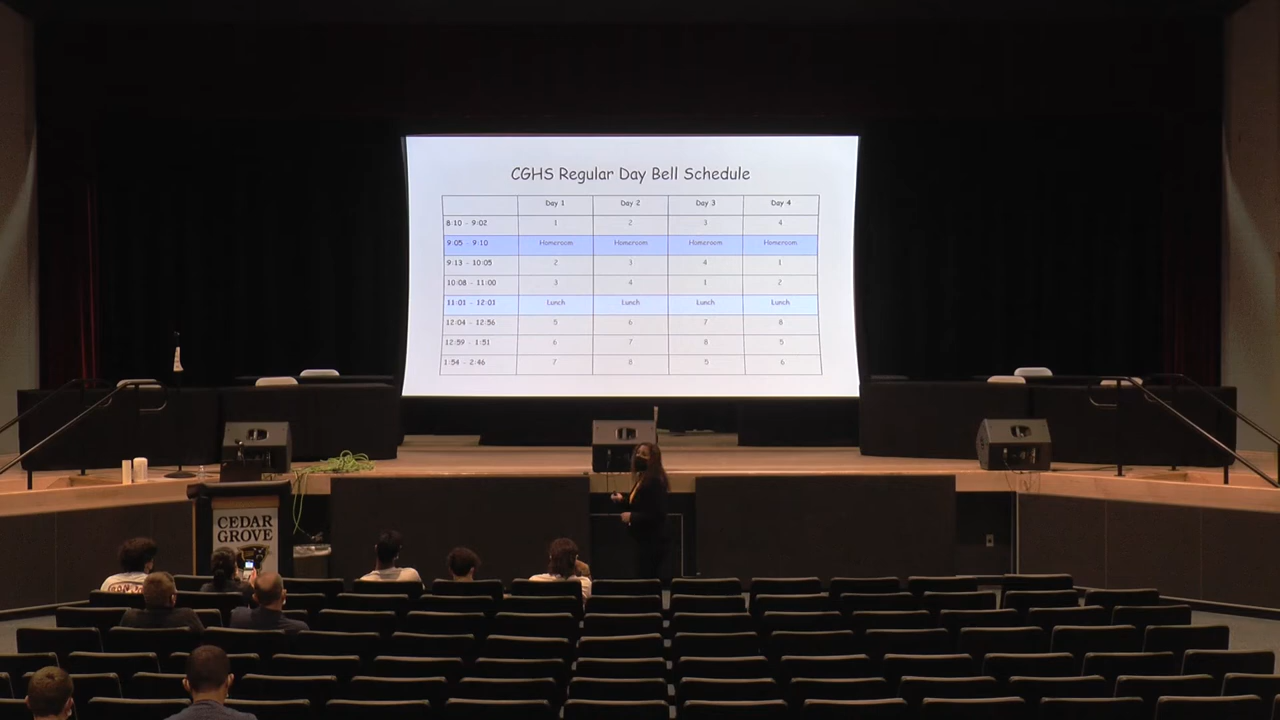 CGHS Regular Day Bell Schedule
Day 1 Day 2 Day 3 Day 4
8:10 - 9:02 1 2 3 4
9:05 - 9:10 Homeroom Homeroom Homeroom Homeroom
9:13 - 10:05 2 3 4 1
10:08 - 11:00 3 4 1 2
11:01 - 12:01 Lunch Lunch Lunch Lunch
12:04 - 12:56 5 6 7 8
12:59 - 1:51 6 7 8 5
1:54 - 2:46 7 8 5 6
CEDAR
GROVE